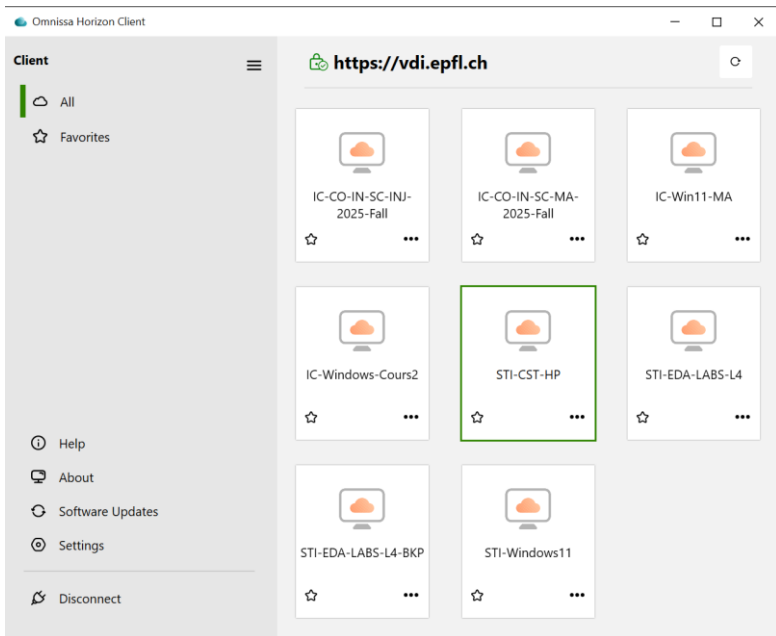 Omnissa Horizon Client
Client
All
Favorites
Help
About
Software Updates
Settings
Disconnect
https://vdi.epfl.ch
IC-CO-IN-SC-INJ-
2025-Fall
IC-CO-IN-SC-MA-
2025-Fall
IC-Win11-MA
IC-Windows-Cours2
STI-CST-HP
STI-EDA-LABS-L4
STI-EDA-LABS-L4-BKP
STI-Windows11